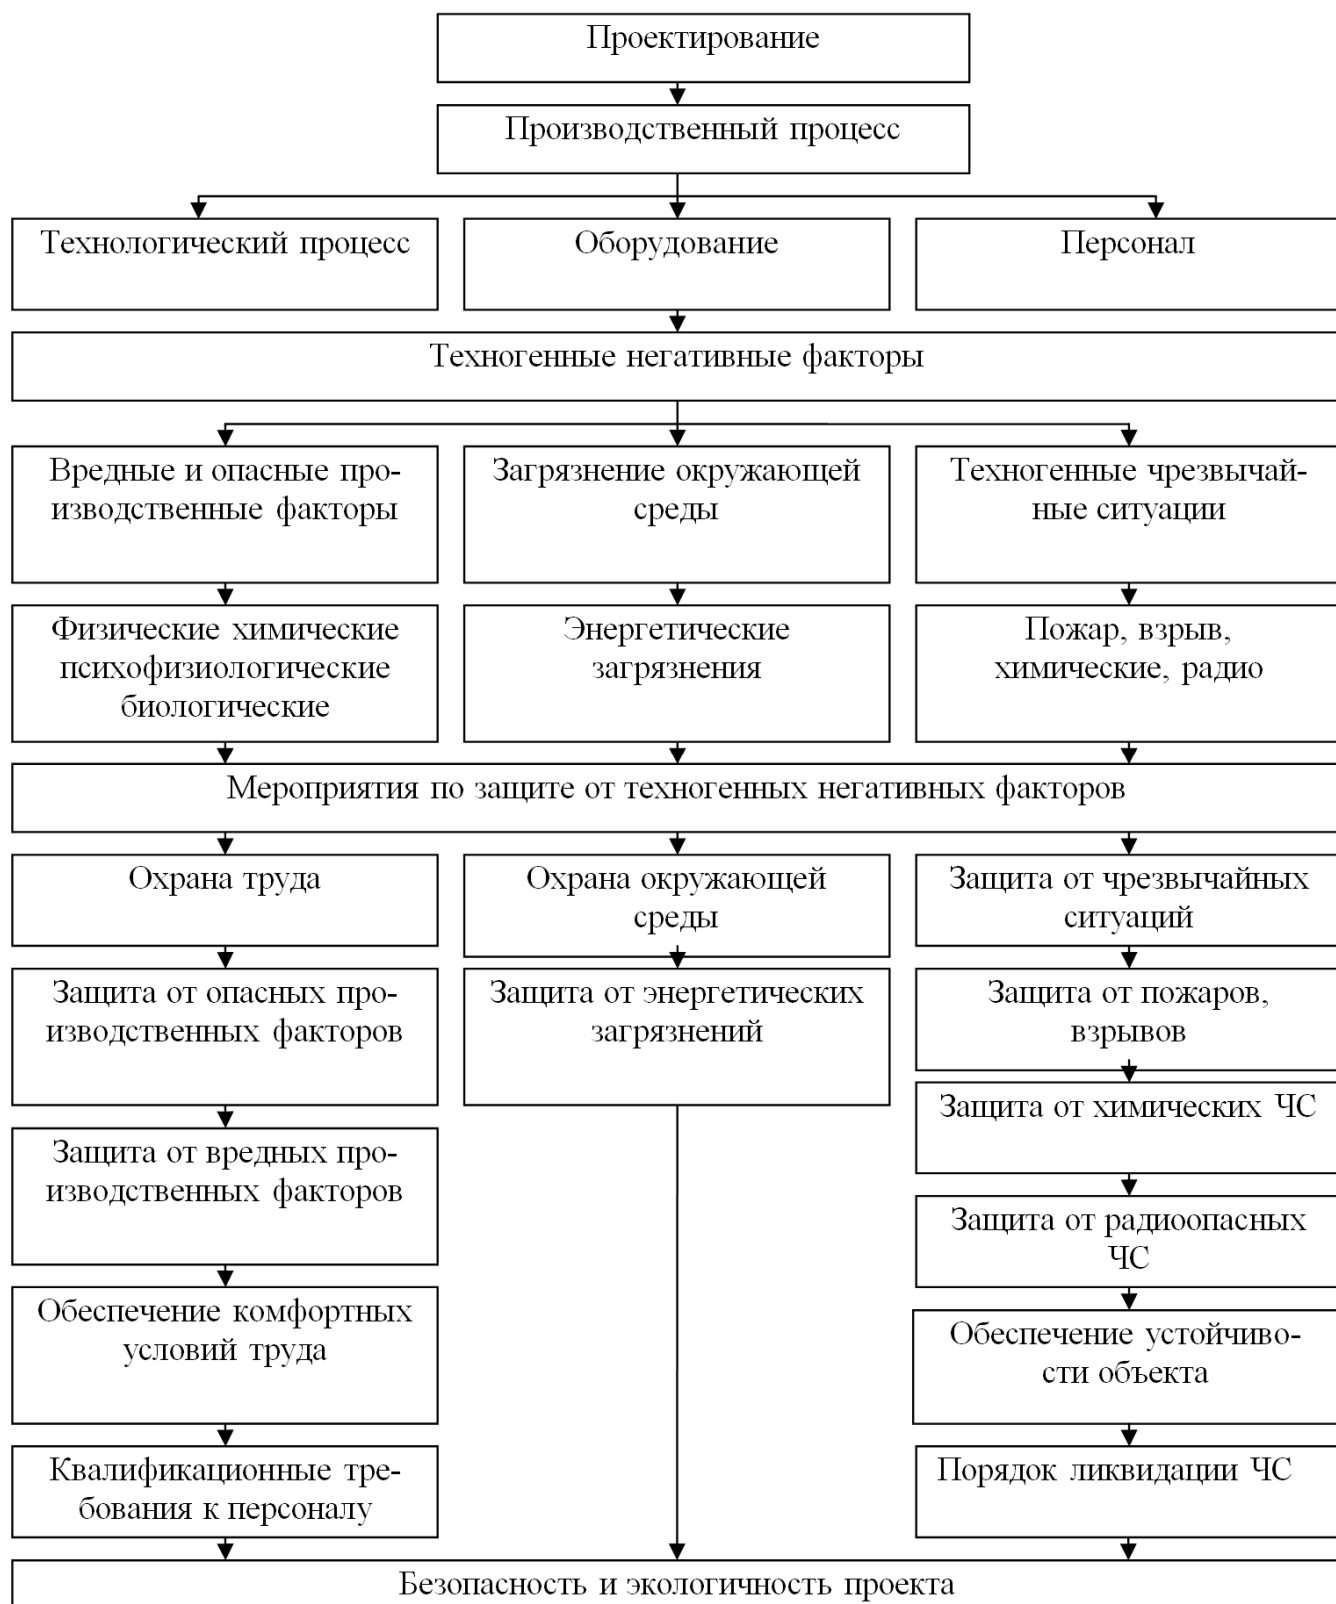 Проектирование
Производственный процесс
Технологический процесс
Оборудование
Персонал
Техногенные негативные факторы
Вредные и опасные про-
изводственные факторы
Загрязнение окружающей
среды
Техногенные чрезвычай-
ные ситуации
Физические химические
психофизиологические
биологические
Энергетические
загрязнения
Пожар, взрыв,
химические, радио
Мероприятия по защите от техногенных негативных факторов
Охрана труда
Охрана окружающей
среды
Защита от чрезвычайных
ситуаций
Защита от опасных про-
изводственных факторов
Защита от энергетических
загрязнений
Защита от пожаров,
взрывов
Защита от химических ЧС
Защита от вредных про-
изводственных факторов
Защита от радиоопасных
ЧС
Обеспечение комфортных
условий труда
Обеспечение устойчиво-
сти объекта
Квалификационные тре-
бования к персоналу
Порядок ликвидации ЧС
Безопасность и экологичность проекта